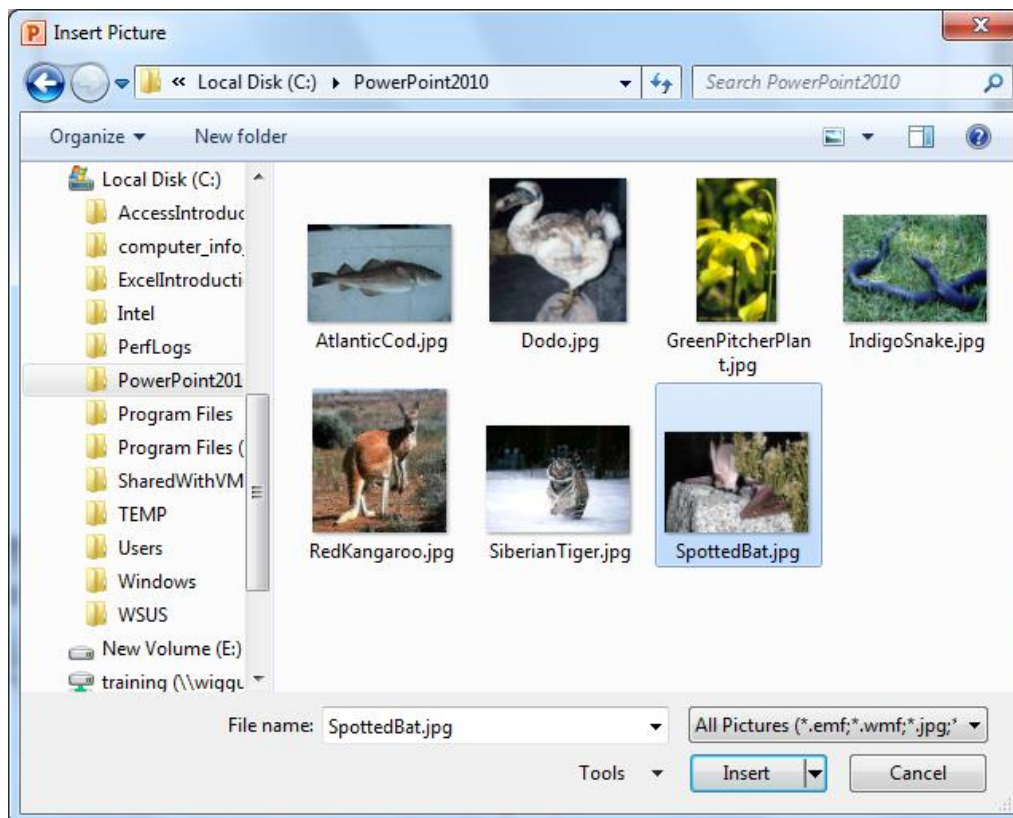 Insert Picture
« Local Disk (C:) PowerPoint2010
Search PowerPoint2010
Organize New folder
Local Disk (C:)
AccessIntroduc
computer_info_
ExcelIntroducti
Intel
PerfLogs
PowerPoint201
Program Files
Program Files (
SharedWithVM
TEMP
Users
Windows
WSUS
New Volume (E:)
training (\\wiggu
AtlanticCod.jpg
Dodo.jpg
GreenPitcherPlan
t.jpg
IndigoSnake.jpg
RedKangaroo.jpg
SiberianTiger.jpg
SpottedBat.jpg
File name: SpottedBat.jpg
All Pictures (*.emf;*.wmf;*.jpg;*
Tools Insert Cancel